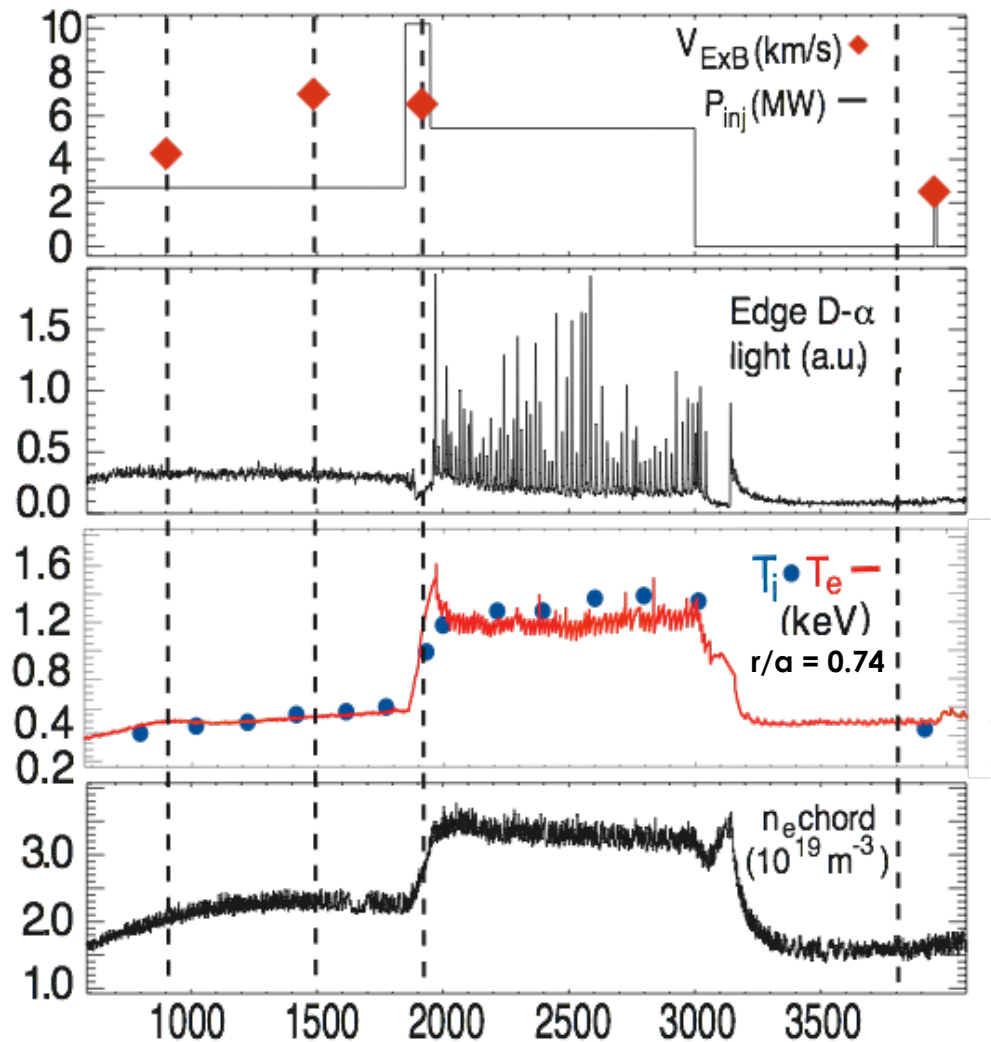 10
8
6
4
2
0
V_ExB (km/s)
P_inj (MW)
1.5
1.0
0.5
0.0
Edge D-α
light (a.u.)
1.6
1.2
0.8
0.4
0.2
T_i T_e
(keV)
r/a = 0.74
3.0
2.0
1.0
n_e chord
(10^19 m^-3)
1000 1500 2000 2500 3000 3500